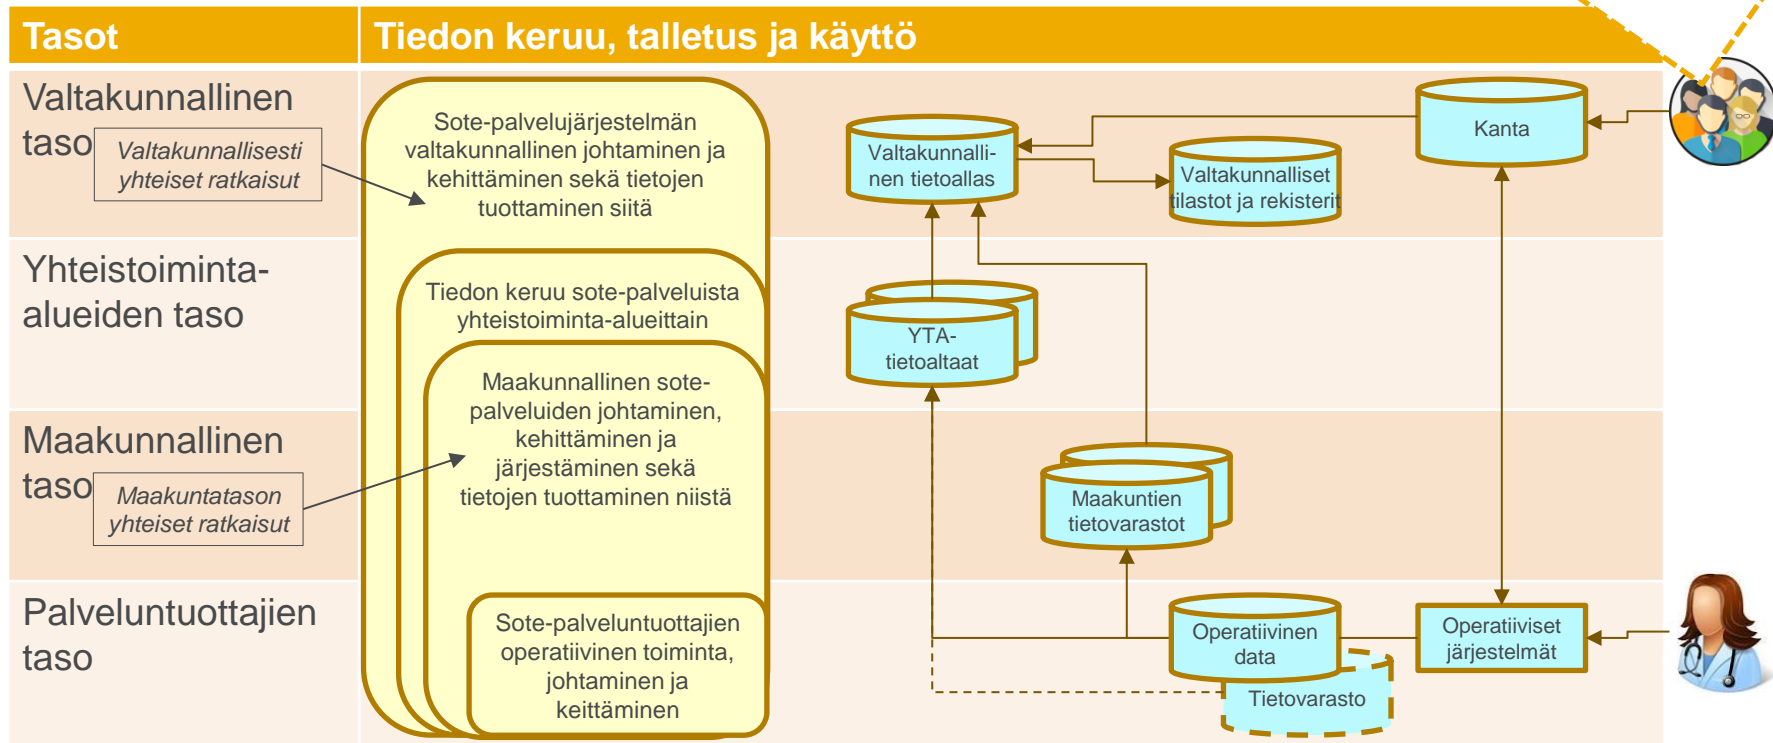 Tasot
Tiedon keruu, talletus ja käyttö
Valtakunnallinen
taso
Valtakunnallisesti
yhteiset ratkaisut
Sote-palvelujärjestelmän
valtakunnallinen johtaminen ja
kehittäminen sekä tietojen
tuottaminen siitä
Valtakunnalli-
nen tietoallas
Valtakunnalliset
tilastot ja rekisterit
Kanta
Yhteistoiminta-
alueiden taso
Tiedon keruu sote-palveluista
yhteistoiminta-alueittain
YTA-
tietoaltaat
Maakunnallinen
taso
Maakuntatason
yhteiset ratkaisut
Maakunnallinen sote-
palveluiden johtaminen,
kehittäminen ja
järjestäminen sekä
tietojen tuottaminen niistä
Maakuntien
tietovarastot
Palveluntuottajien
taso
Sote-palveluntuottajien
operatiivinen toiminta,
johtaminen ja
keittäminen
Operatiivinen
data
Tietovarasto
Operatiiviset
järjestelmät